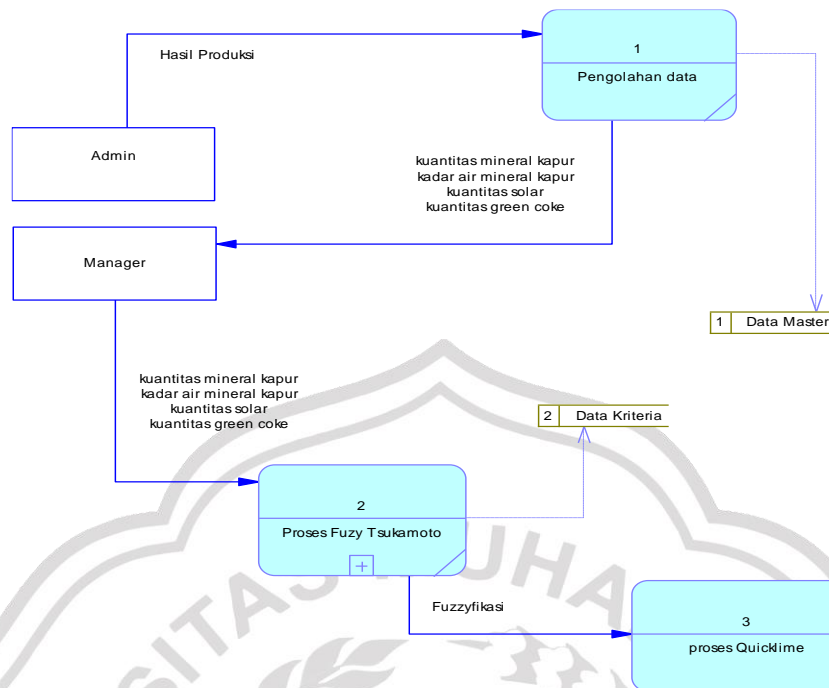 Hasil Produksi
1
Pengolahan data
Admin
kuantitas mineral kapur
kadar air mineral kapur
kuantitas solar
kuantitas green coke
Manager
1 Data Master
kuantitas mineral kapur
kadar air mineral kapur
kuantitas solar
kuantitas green coke
2 Data Kriteria
2
Proses Fuzy Tsukamoto
+
Fuzzyfikasi
3
proses Quicklime
SITAS MUHA